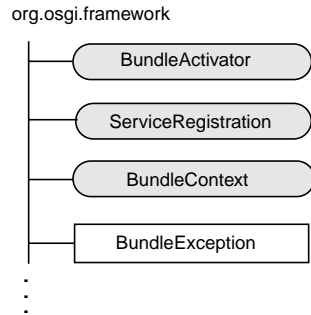 org.osgi.framework
BundleActivator
ServiceRegistration
BundleContext
BundleException